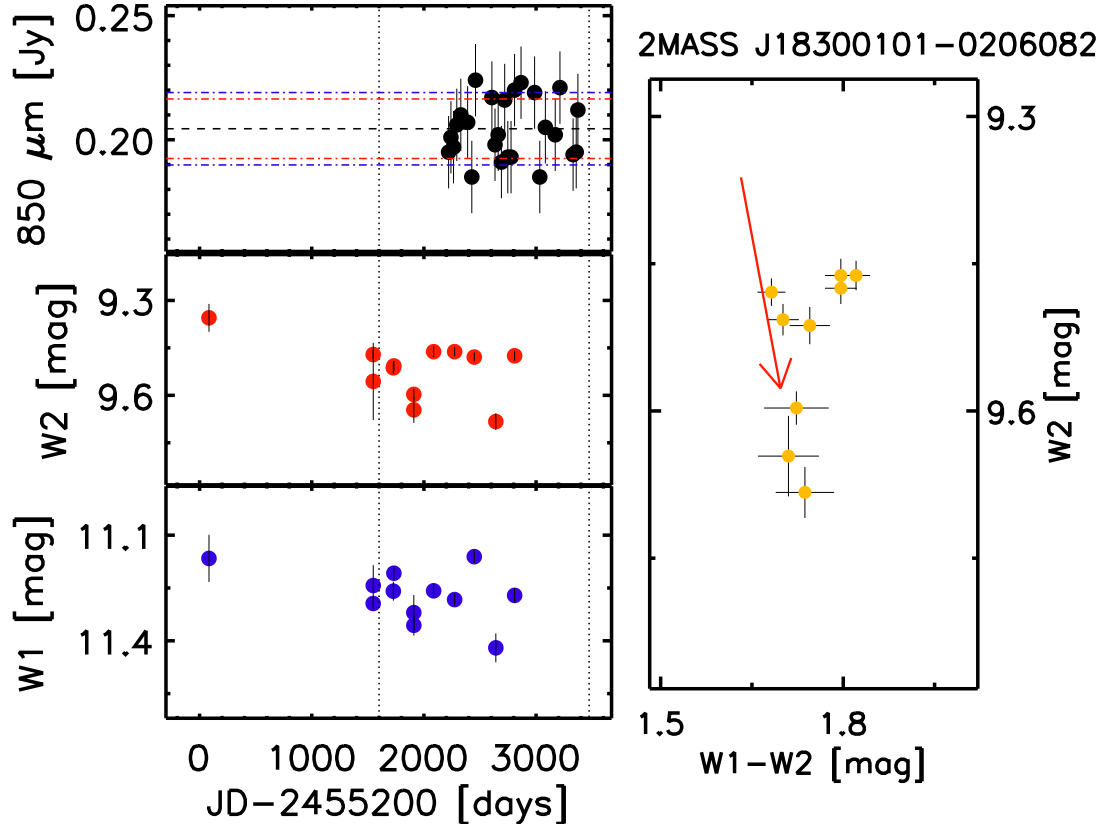 2MASS J18300101-0206082
0.25
0.20
850 μm [Jy]
9.3
9.6
W2 [mag]
11.1
11.4
W1 [mag]
0 1000 2000 3000
JD-2455200 [days]
9.3
9.6
W2 [mag]
1.5 1.8
W1-W2 [mag]